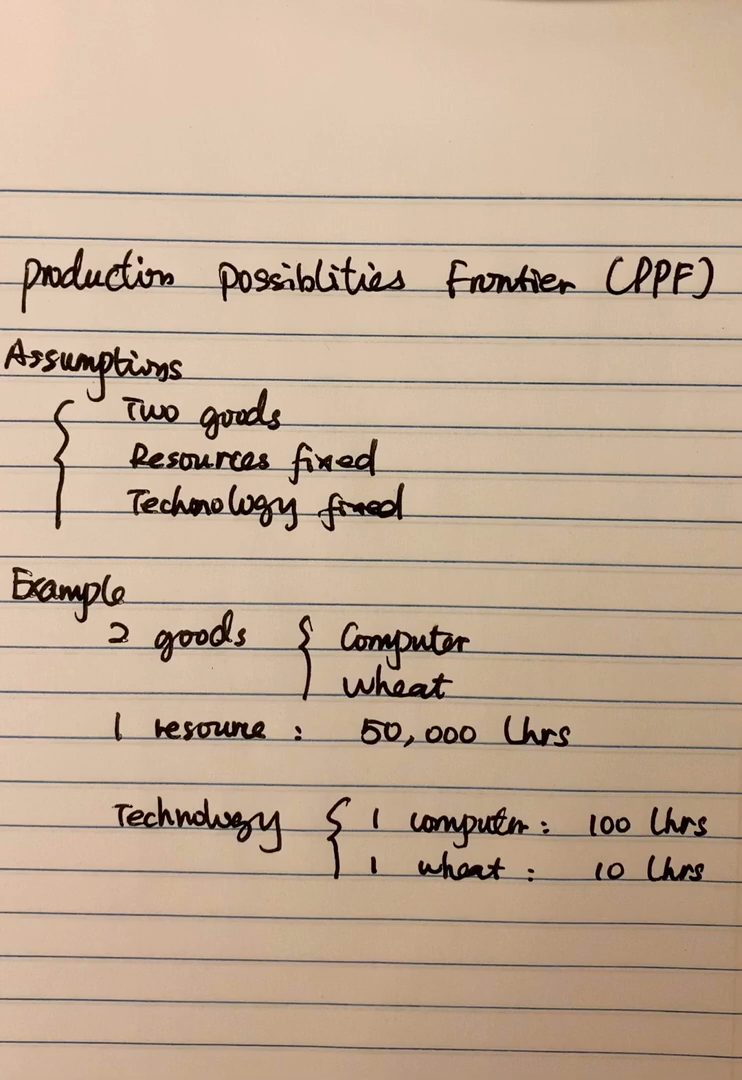 production possiblities Frontier (PPF)
Assumptions
Two goods
Resources fixed
Technology fixed
Example
2 goods { Computer
wheat
1 resource : 50,000 Lhrs
Technology { 1 computer : 100 Lhrs
1 wheat : 10 Lhrs